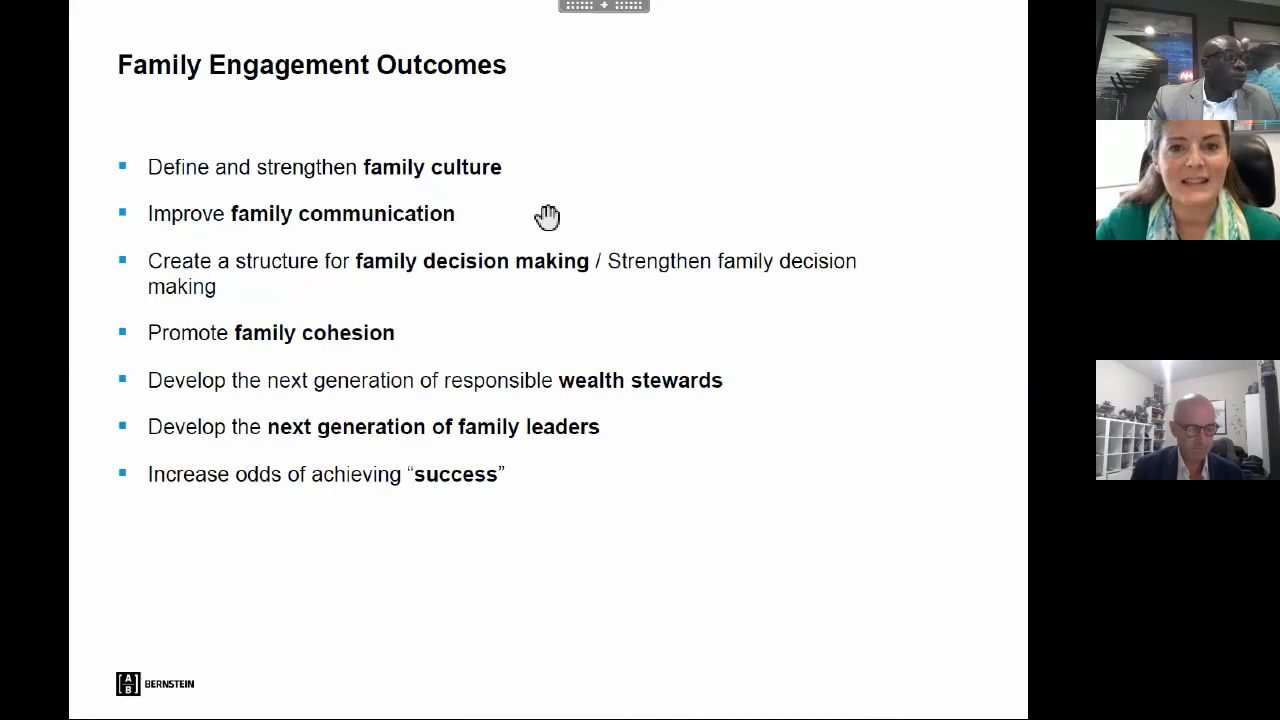 Family Engagement Outcomes
Define and strengthen family culture
Improve family communication
Create a structure for family decision making / Strengthen family decision
making
Promote family cohesion
Develop the next generation of responsible wealth stewards
Develop the next generation of family leaders
Increase odds of achieving “success”
AB BERNSTEIN